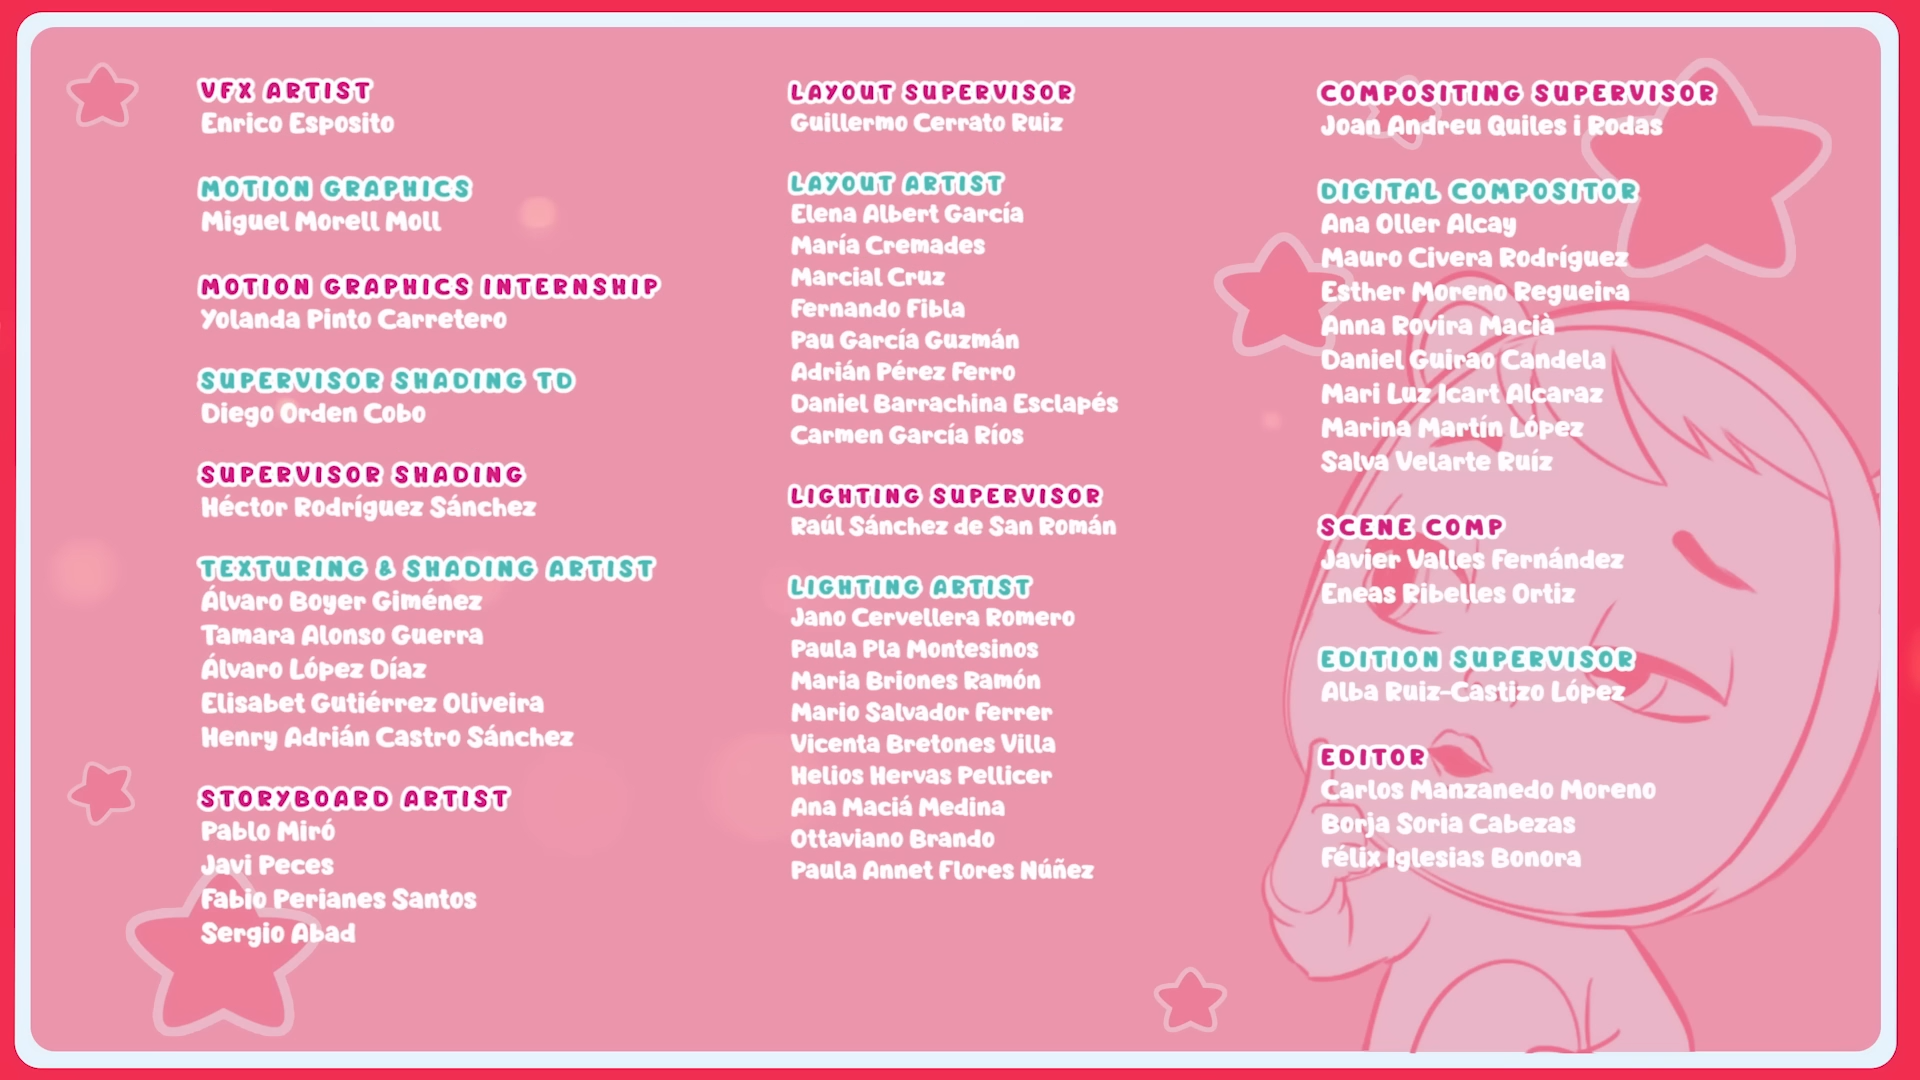 VFX ARTIST
Enrico Esposito
MOTION GRAPHICS
Miguel Morell Moll
MOTION GRAPHICS INTERNSHIP
Yolanda Pinto Carretero
SUPERVISOR SHADING TD
Diego Orden Cobo
SUPERVISOR SHADING
Héctor Rodríguez Sánchez
TEXTURING & SHADING ARTIST
Álvaro Boyer Giménez
Tamara Alonso Guerra
Álvaro López Díaz
Elisabet Gutiérrez Oliveira
Henry Adrián Castro Sánchez
STORYBOARD ARTIST
Pablo Miró
Javi Peces
Fabio Perianes Santos
Sergio Abad
LAYOUT SUPERVISOR
Guillermo Cerrato Ruiz
LAYOUT ARTIST
Elena Albert García
María Cremades
Marcial Cruz
Fernando Fibla
Pau García Guzmán
Adrián Pérez Ferro
Daniel Barrachina Esclapés
Carmen García Ríos
LIGHTING SUPERVISOR
Raúl Sánchez de San Román
LIGHTING ARTIST
Jano Cervellera Romero
Paula Pla Montesinos
Maria Briones Ramón
Mario Salvador Ferrer
Vicenta Bretones Villa
Helios Hervas Pellicer
Ana Maciá Medina
Ottaviano Brando
Paula Annet Flores Núñez
COMPOSITING SUPERVISOR
Joan Andreu Quiles i Rodas
DIGITAL COMPOSITOR
Ana Oller Alcay
Mauro Civera Rodríguez
Esther Moreno Regueira
Anna Rovira Macià
Daniel Guirao Candela
Mari Luz Icart Alcaraz
Marina Martín López
Salva Velarte Ruíz
SCENE COMP
Javier Valles Fernández
Eneas Ribelles Ortiz
EDITION SUPERVISOR
Alba Ruiz-Castizo López
EDITOR
Carlos Manzanedo Moreno
Borja Soria Cabezas
Félix Iglesias Bonora